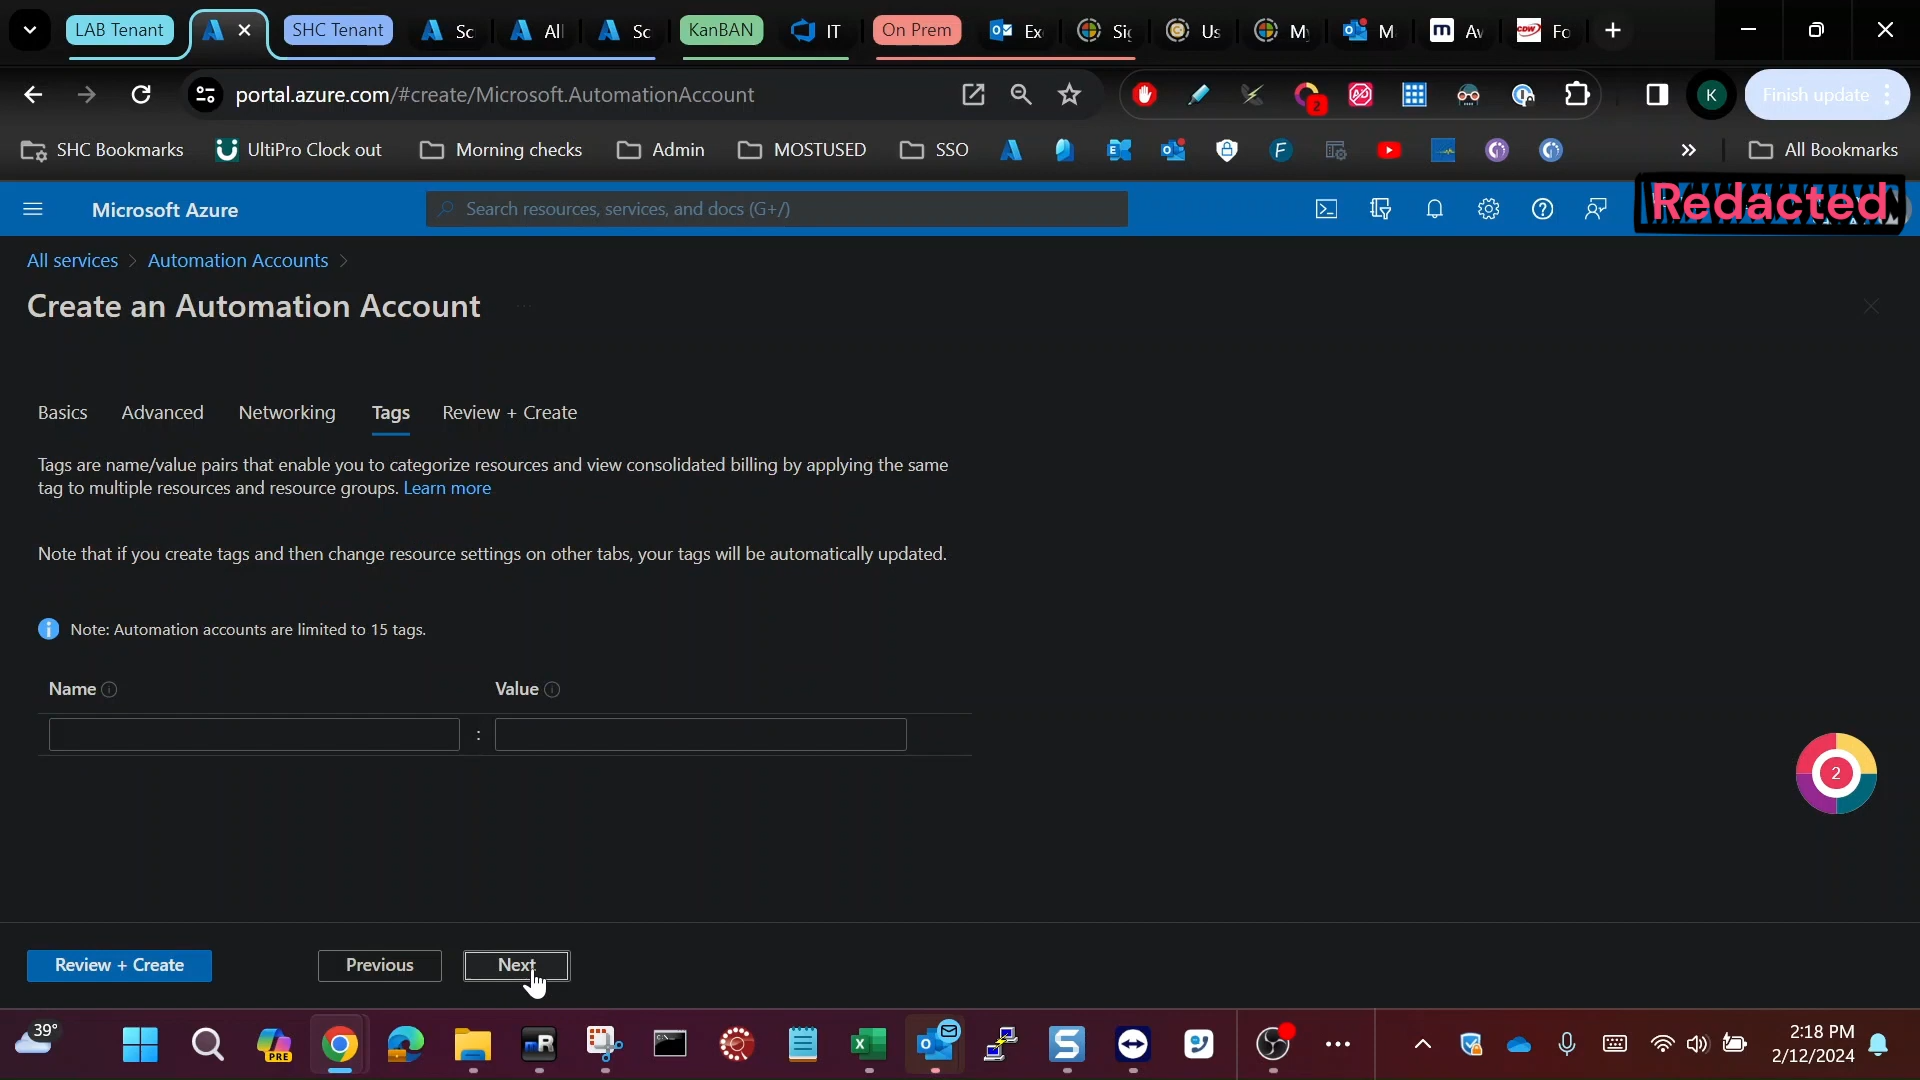 LAB Tenant
SHC Tenant
Sc
All
Sc
KanBAN
IT
On Prem
Ex
Sig
Us
My
M
Av
Fo
portal.azure.com/#create/Microsoft.AutomationAccount
2
K
Finish update
SHC Bookmarks
UltiPro Clock out
Morning checks
Admin
MOSTUSED
SSO
All Bookmarks
Microsoft Azure
Search resources, services, and docs (G+/)
Redacted
All services > Automation Accounts >
Create an Automation Account
Basics
Advanced
Networking
Tags
Review + Create
Tags are name/value pairs that enable you to categorize resources and view consolidated billing by applying the same
tag to multiple resources and resource groups. Learn more
Note that if you create tags and then change resource settings on other tabs, your tags will be automatically updated.
Note: Automation accounts are limited to 15 tags.
Name
Value
:
2
Review + Create
Previous
Next
39°
PRE
mR
2:18 PM
2/12/2024